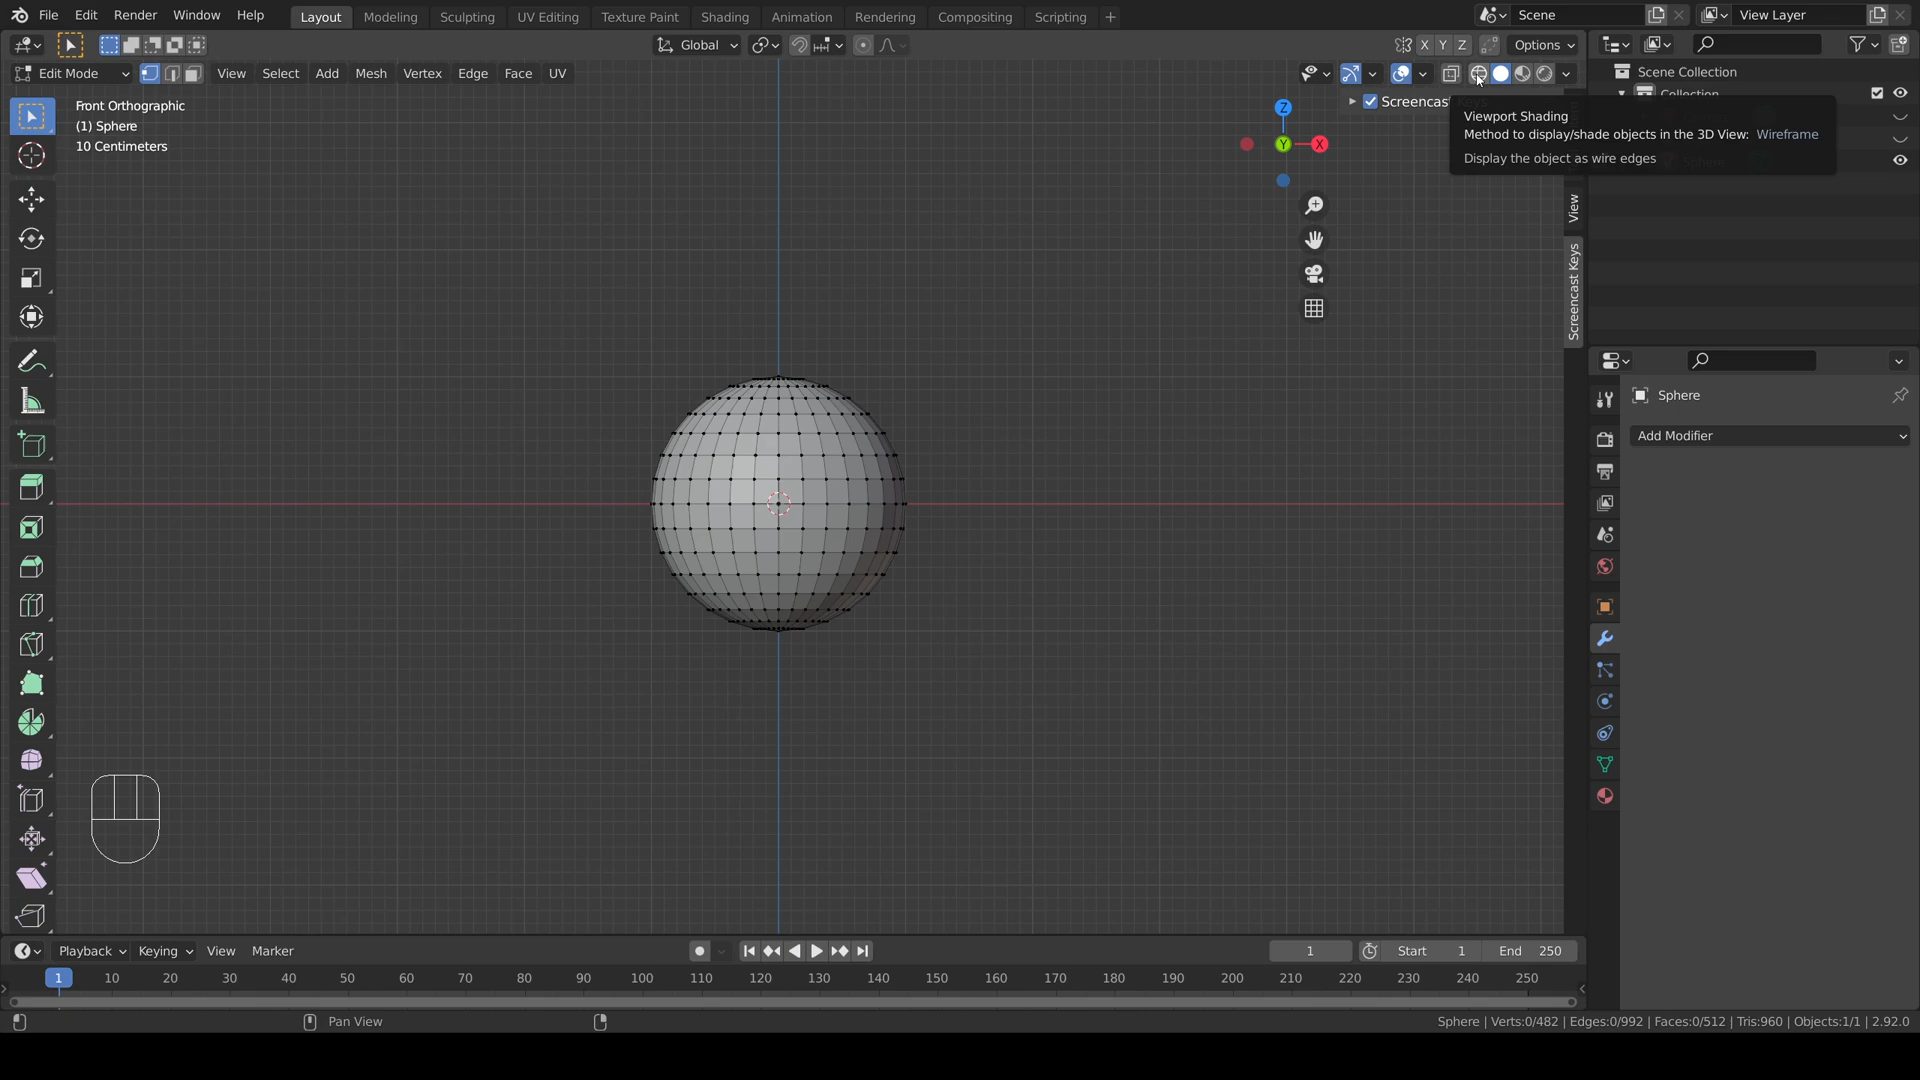 File Edit Render Window Help Layout Modeling Sculpting UV Editing Texture Paint Shading Animation Rendering Compositing Scripting + Scene View Layer
Global X Y Z Options
Edit Mode View Select Add Mesh Vertex Edge Face UV Scene Collection
Collection
Front Orthographic
(1) Sphere
10 Centimeters
Z
Y
X
Screencast Keys
Viewport Shading
Method to display/shade objects in the 3D View: Wireframe
Display the object as wire edges
View
Screencast Keys
Sphere
Add Modifier
Playback Keying View Marker 1 Start 1 End 250
1 10 20 30 40 50 60 70 80 90 100 110 120 130 140 150 160 170 180 190 200 210 220 230 240 250
Pan View Sphere | Verts:0/482 | Edges:0/992 | Faces:0/512 | Tris:960 | Objects:1/1 | 2.92.0